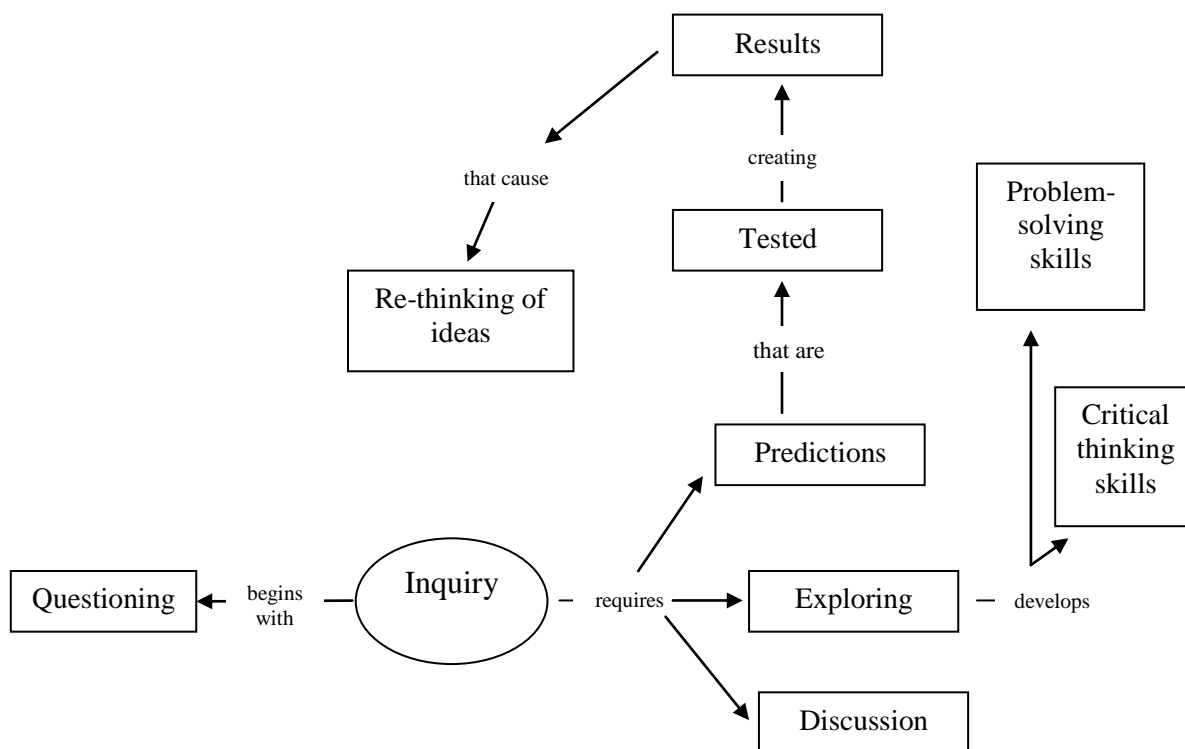 Results
creating
that cause
Problem-
solving
skills
Tested
Re-thinking of
ideas
that are
Critical
thinking
skills
Predictions
Inquiry
Questioning
begins
with
requires
Exploring
develops
Discussion